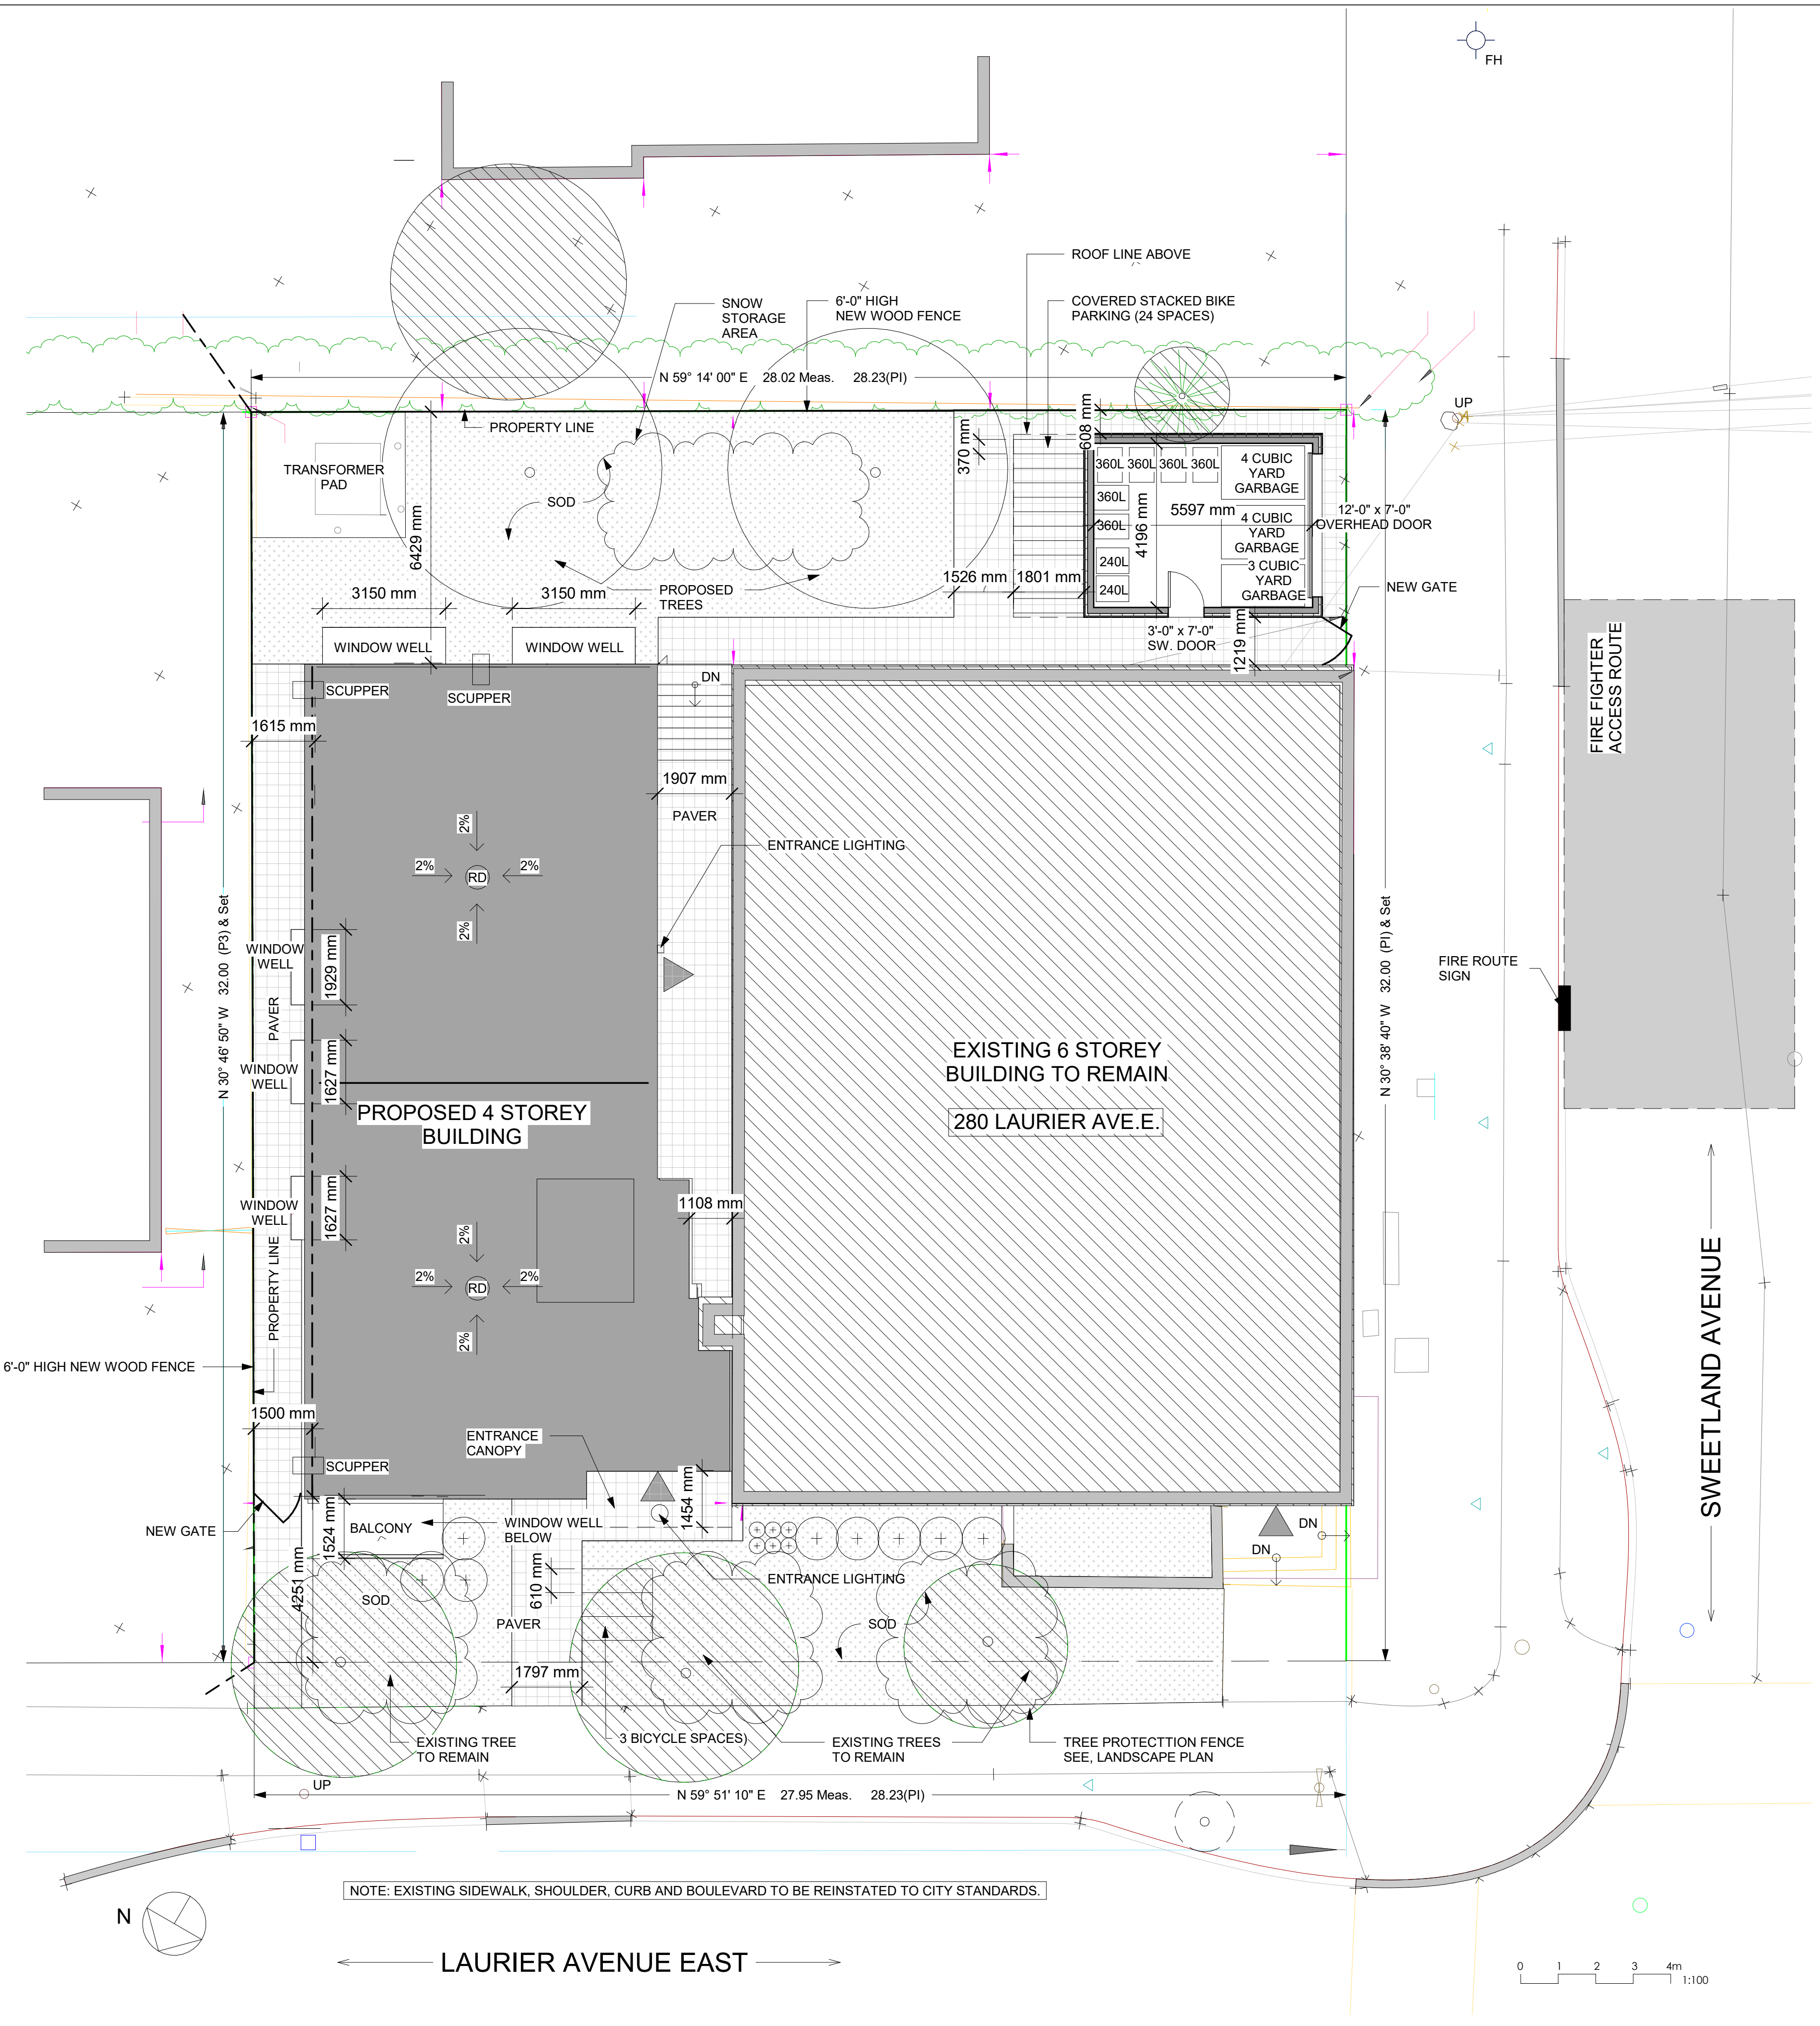 FH
ROOF LINE ABOVE
SNOW
STORAGE
AREA
6'-0" HIGH
NEW WOOD FENCE
COVERED STACKED BIKE
PARKING (24 SPACES)
N 59° 14' 00" E 28.02 Meas. 28.23(PI)
UP
PROPERTY LINE
370 mm
608 mm
TRANSFORMER
PAD
SOD
6429 mm
360L
360L
360L
360L
360L
360L
240L
240L
4 CUBIC
YARD
GARBAGE
4 CUBIC
YARD
GARBAGE
3 CUBIC
YARD
GARBAGE
4196 mm
5597 mm
12'-0" x 7'-0"
OVERHEAD DOOR
NEW GATE
3150 mm
3150 mm
PROPOSED
TREES
1526 mm
1801 mm
WINDOW WELL
WINDOW WELL
3'-0" x 7'-0"
SW. DOOR
1219 mm
FIRE FIGHTER
ACCESS ROUTE
SCUPPER
SCUPPER
DN
1615 mm
1907 mm
PAVER
ENTRANCE LIGHTING
2%
2%
RD
2%
2%
N 30° 46' 50" W 32.00 (P3) & Set
N 30° 38' 40" W 32.00 (PI) & Set
WINDOW
WELL
1929 mm
PAVER
FIRE ROUTE
SIGN
WINDOW
WELL
1627 mm
EXISTING 6 STOREY
BUILDING TO REMAIN
280 LAURIER AVE.E.
PROPOSED 4 STOREY
BUILDING
WINDOW
WELL
1627 mm
1108 mm
2%
2%
RD
2%
2%
PROPERTY LINE
SWEETLAND AVENUE
6'-0" HIGH NEW WOOD FENCE
1500 mm
ENTRANCE
CANOPY
SCUPPER
1454 mm
NEW GATE
1524 mm
BALCONY
WINDOW WELL
BELOW
DN
DN
4251 mm
SOD
610 mm
ENTRANCE LIGHTING
PAVER
SOD
1797 mm
EXISTING TREE
TO REMAIN
3 BICYCLE SPACES)
EXISTING TREES
TO REMAIN
TREE PROTECTTION FENCE
SEE, LANDSCAPE PLAN
UP
N 59° 51' 10" E 27.95 Meas. 28.23(PI)
NOTE: EXISTING SIDEWALK, SHOULDER, CURB AND BOULEVARD TO BE REINSTATED TO CITY STANDARDS.
N
LAURIER AVENUE EAST
0 1 2 3 4m
1:100